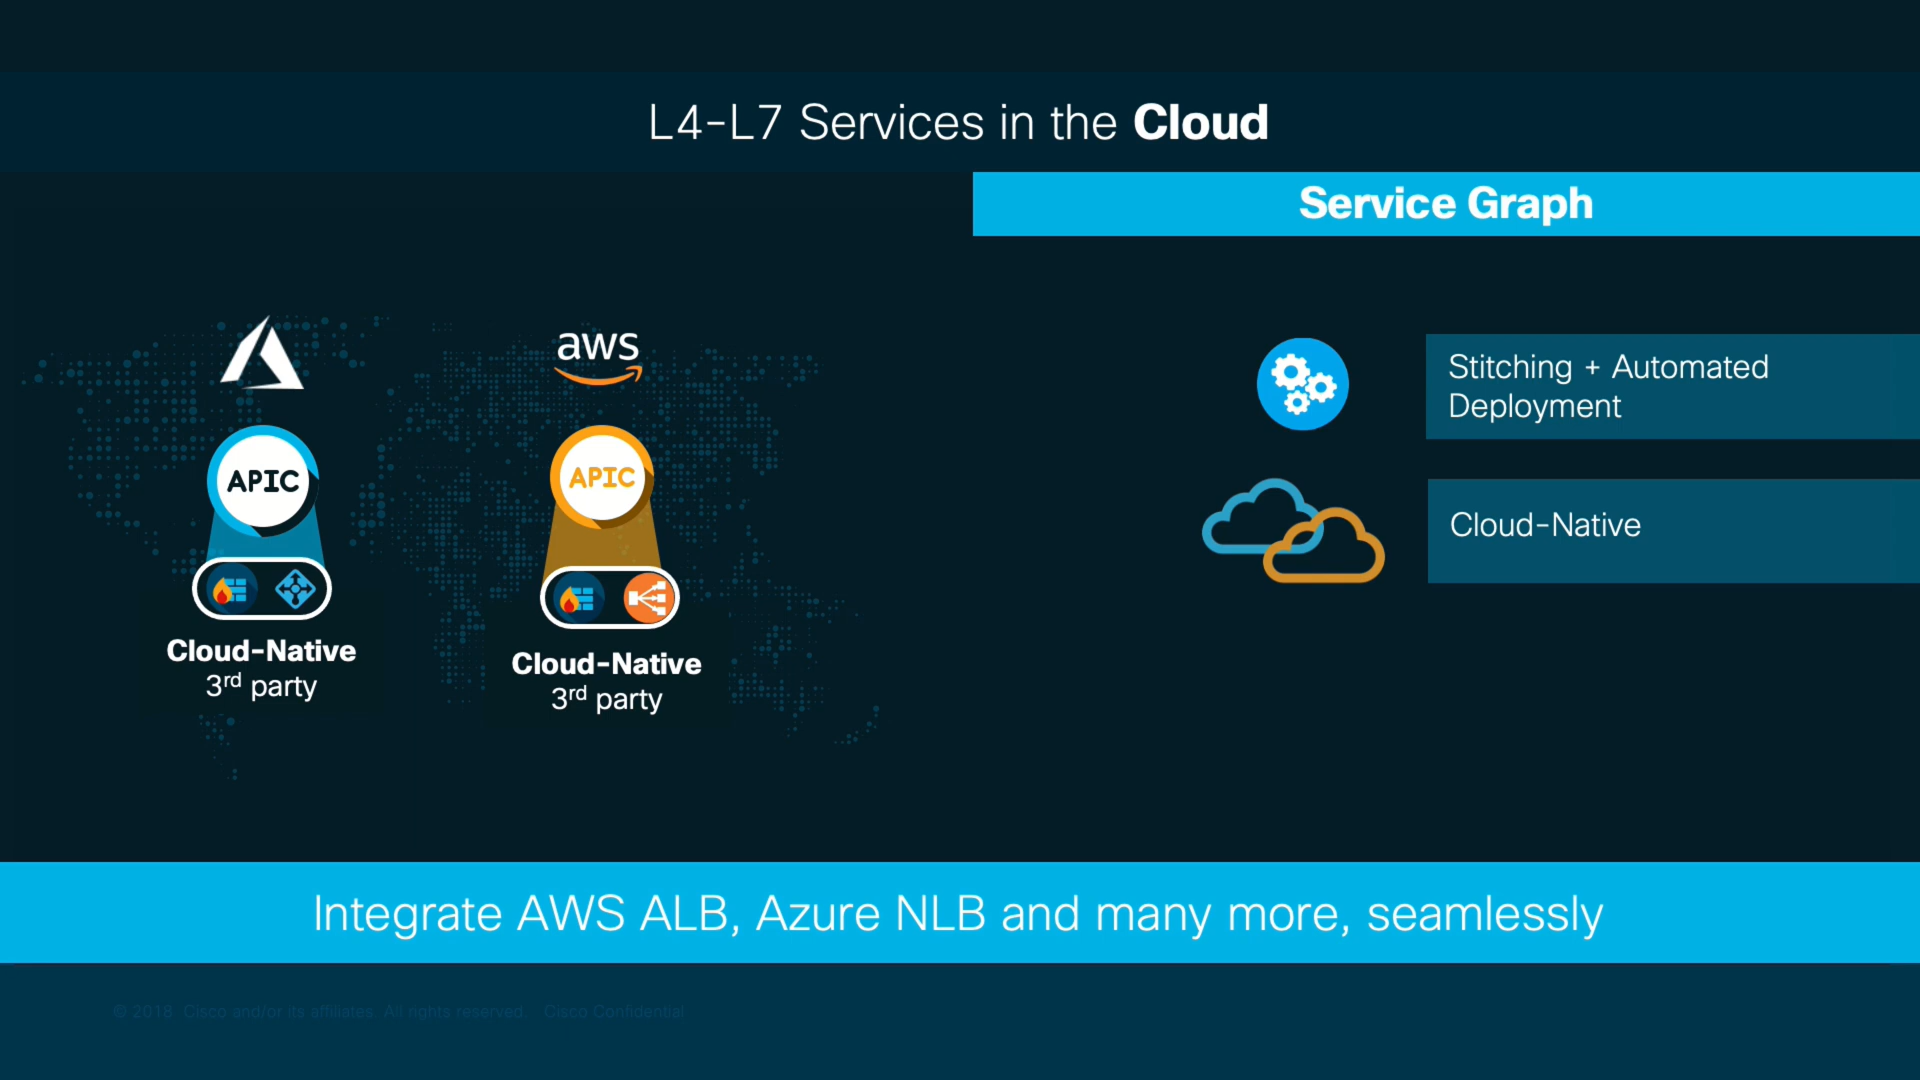 L4-L7 Services in the Cloud
Service Graph
aws
APIC
APIC
Cloud-Native
3rd party
Cloud-Native
3rd party
Stitching + Automated
Deployment
Cloud-Native
Integrate AWS ALB, Azure NLB and many more, seamlessly
© 2018 Cisco and/or its affiliates. All rights reserved. Cisco Confidential